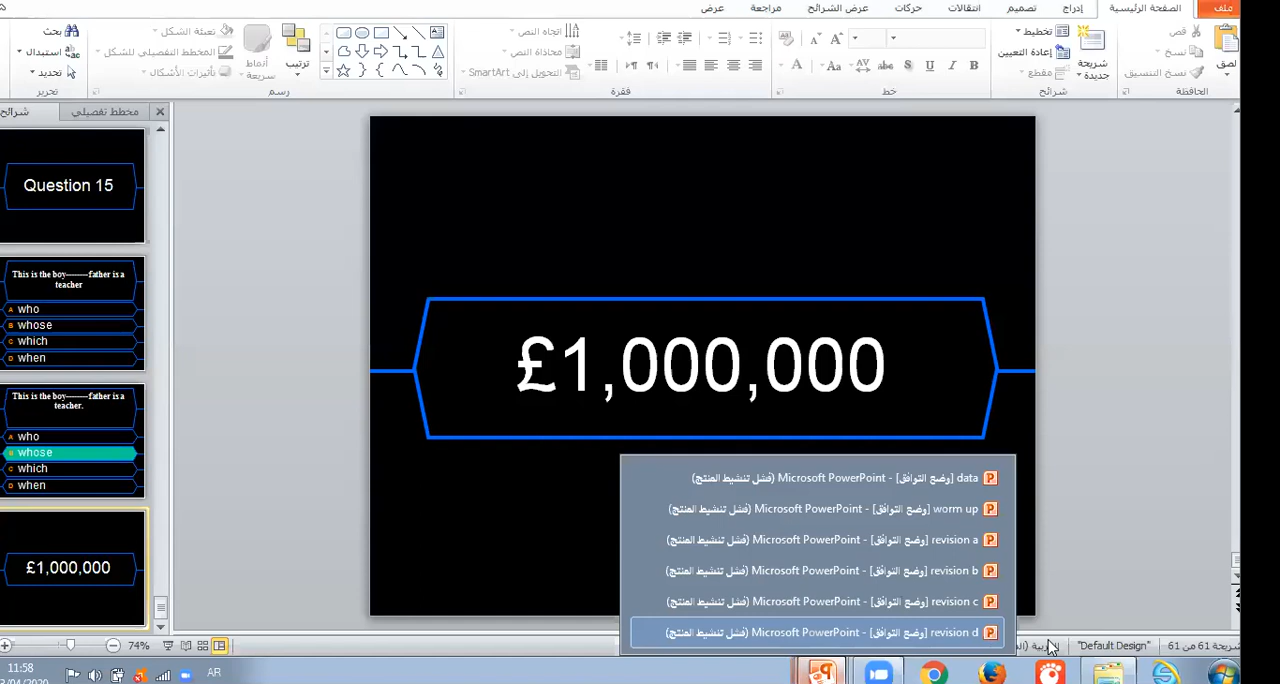 ملف
الصفحة الرئيسية
إدراج
تصميم
انتقالات
حركات
عرض الشرائح
مراجعة
عرض
لصق
قص
نسخ
نسخ التنسيق
الحافظة
شريحة جديدة
تخطيط
إعادة التعيين
مقطع
شرائح
خط
فقرة
اتجاه النص
محاذاة النص
التحويل إلى SmartArt
ترتيب
أنماط سريعة
تعبئة الشكل
المخطط التفصيلي للشكل
تأثيرات الأشكال
رسم
بحث
استبدال
تحديد
تحرير
شرائح
مخطط تفصيلي
Question 15
This is the boy--------father is a
teacher
A who
B whose
C which
D when
This is the boy--------father is a
teacher.
A who
B whose
C which
D when
£1,000,000
£1,000,000
data [وضع التوافق] - Microsoft PowerPoint (فشل تنشيط المنتج)
worm up [وضع التوافق] - Microsoft PowerPoint (فشل تنشيط المنتج)
revision a [وضع التوافق] - Microsoft PowerPoint (فشل تنشيط المنتج)
revision b [وضع التوافق] - Microsoft PowerPoint (فشل تنشيط المنتج)
revision c [وضع التوافق] - Microsoft PowerPoint (فشل تنشيط المنتج)
revision d [وضع التوافق] - Microsoft PowerPoint (فشل تنشيط المنتج)
شريحة 61 من 61
"Default Design"
74%
AR
11:58
3/04/2020